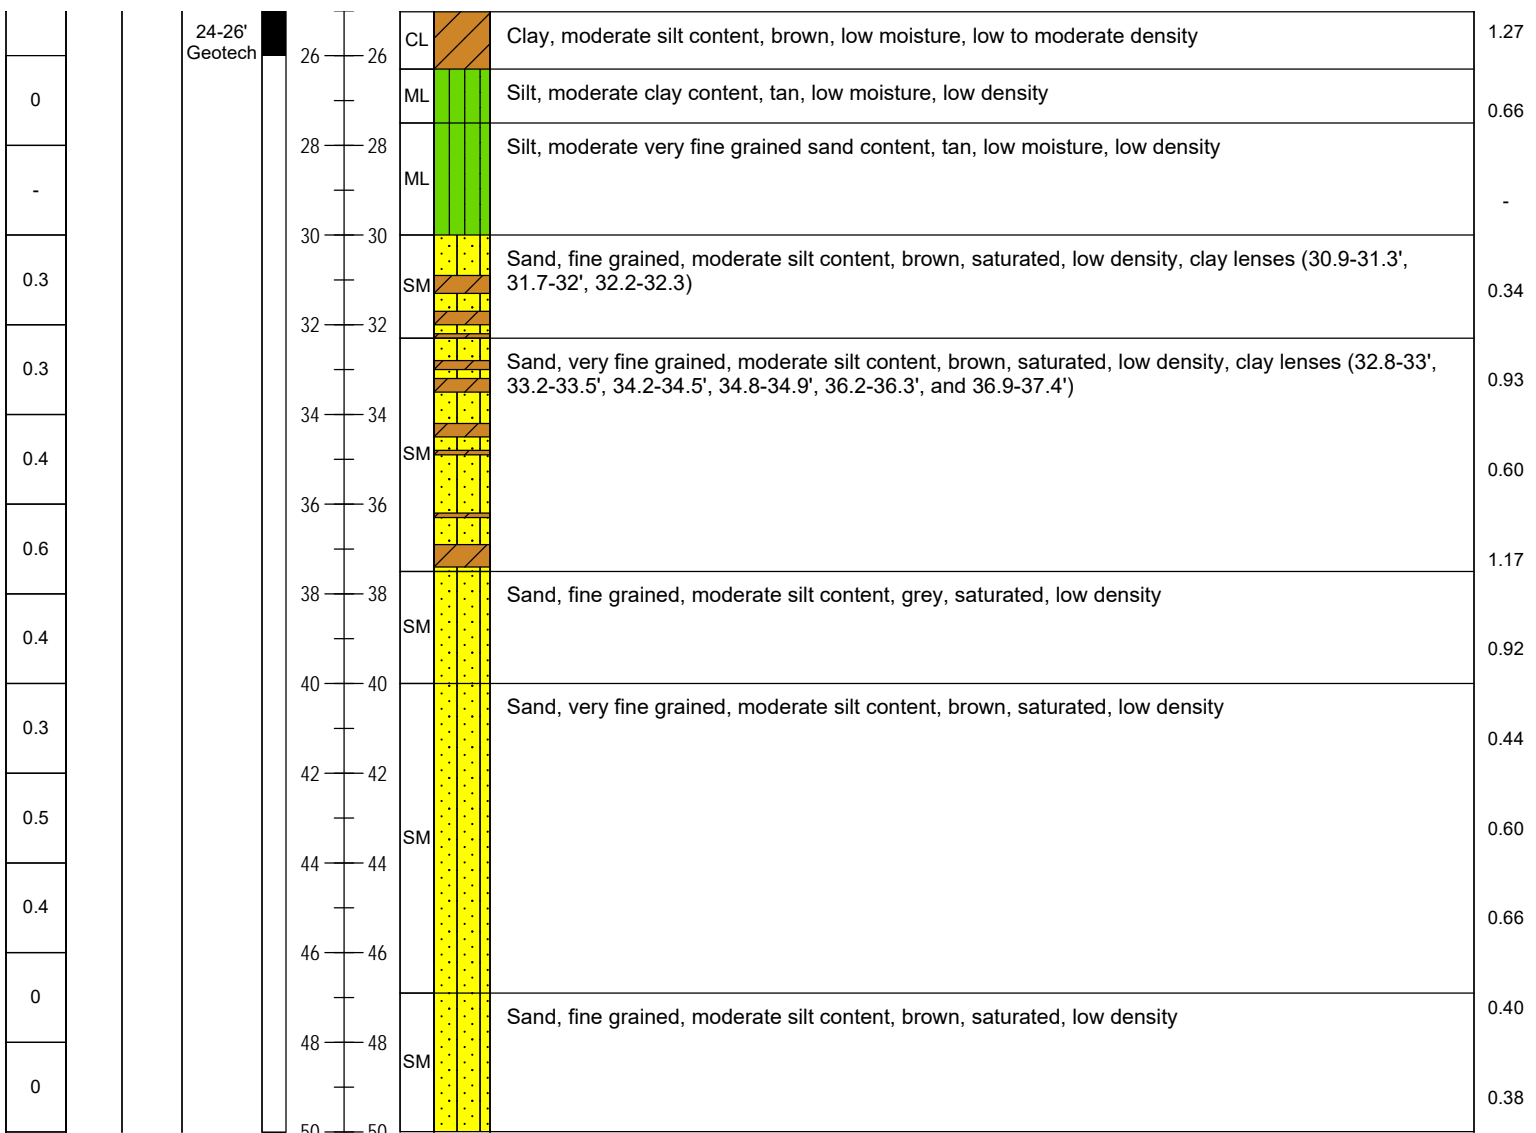 24-26'
Geotech
CL
Clay, moderate silt content, brown, low moisture, low to moderate density
1.27
26 26
0
ML
Silt, moderate clay content, tan, low moisture, low density
0.66
28 28
Silt, moderate very fine grained sand content, tan, low moisture, low density
-
ML
-
30 30
Sand, fine grained, moderate silt content, brown, saturated, low density, clay lenses (30.9-31.3',
31.7-32', 32.2-32.3)
0.3
SM
0.34
32 32
0.3
Sand, very fine grained, moderate silt content, brown, saturated, low density, clay lenses (32.8-33',
33.2-33.5', 34.2-34.5', 34.8-34.9', 36.2-36.3', and 36.9-37.4')
0.93
34 34
0.4
SM
0.60
36 36
0.6
1.17
38 38
Sand, fine grained, moderate silt content, grey, saturated, low density
SM
0.4
0.92
40 40
Sand, very fine grained, moderate silt content, brown, saturated, low density
0.3
0.44
42 42
0.5
SM
0.60
44 44
0.4
0.66
46 46
0
0.40
Sand, fine grained, moderate silt content, brown, saturated, low density
48 48
SM
0
0.38
50 50